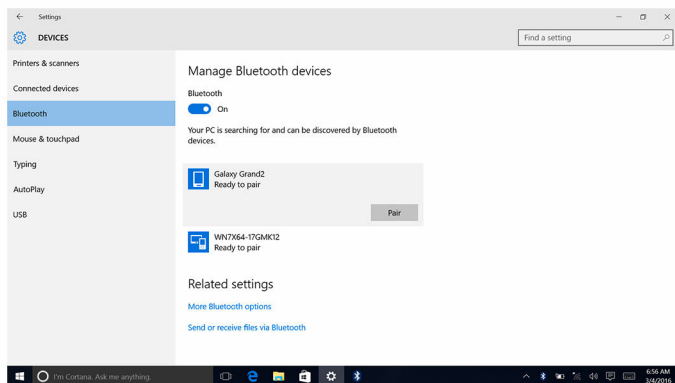 Settings
DEVICES
Find a setting
Printers & scanners
Connected devices
Bluetooth
Mouse & touchpad
Typing
AutoPlay
USB
Manage Bluetooth devices
Bluetooth
On
Your PC is searching for and can be discovered by Bluetooth
devices.
Galaxy Grand2
Ready to pair
Pair
WN7X64-17GMK12
Ready to pair
Related settings
More Bluetooth options
Send or receive files via Bluetooth
I'm Cortana. Ask me anything.
6:56 AM
3/4/2016